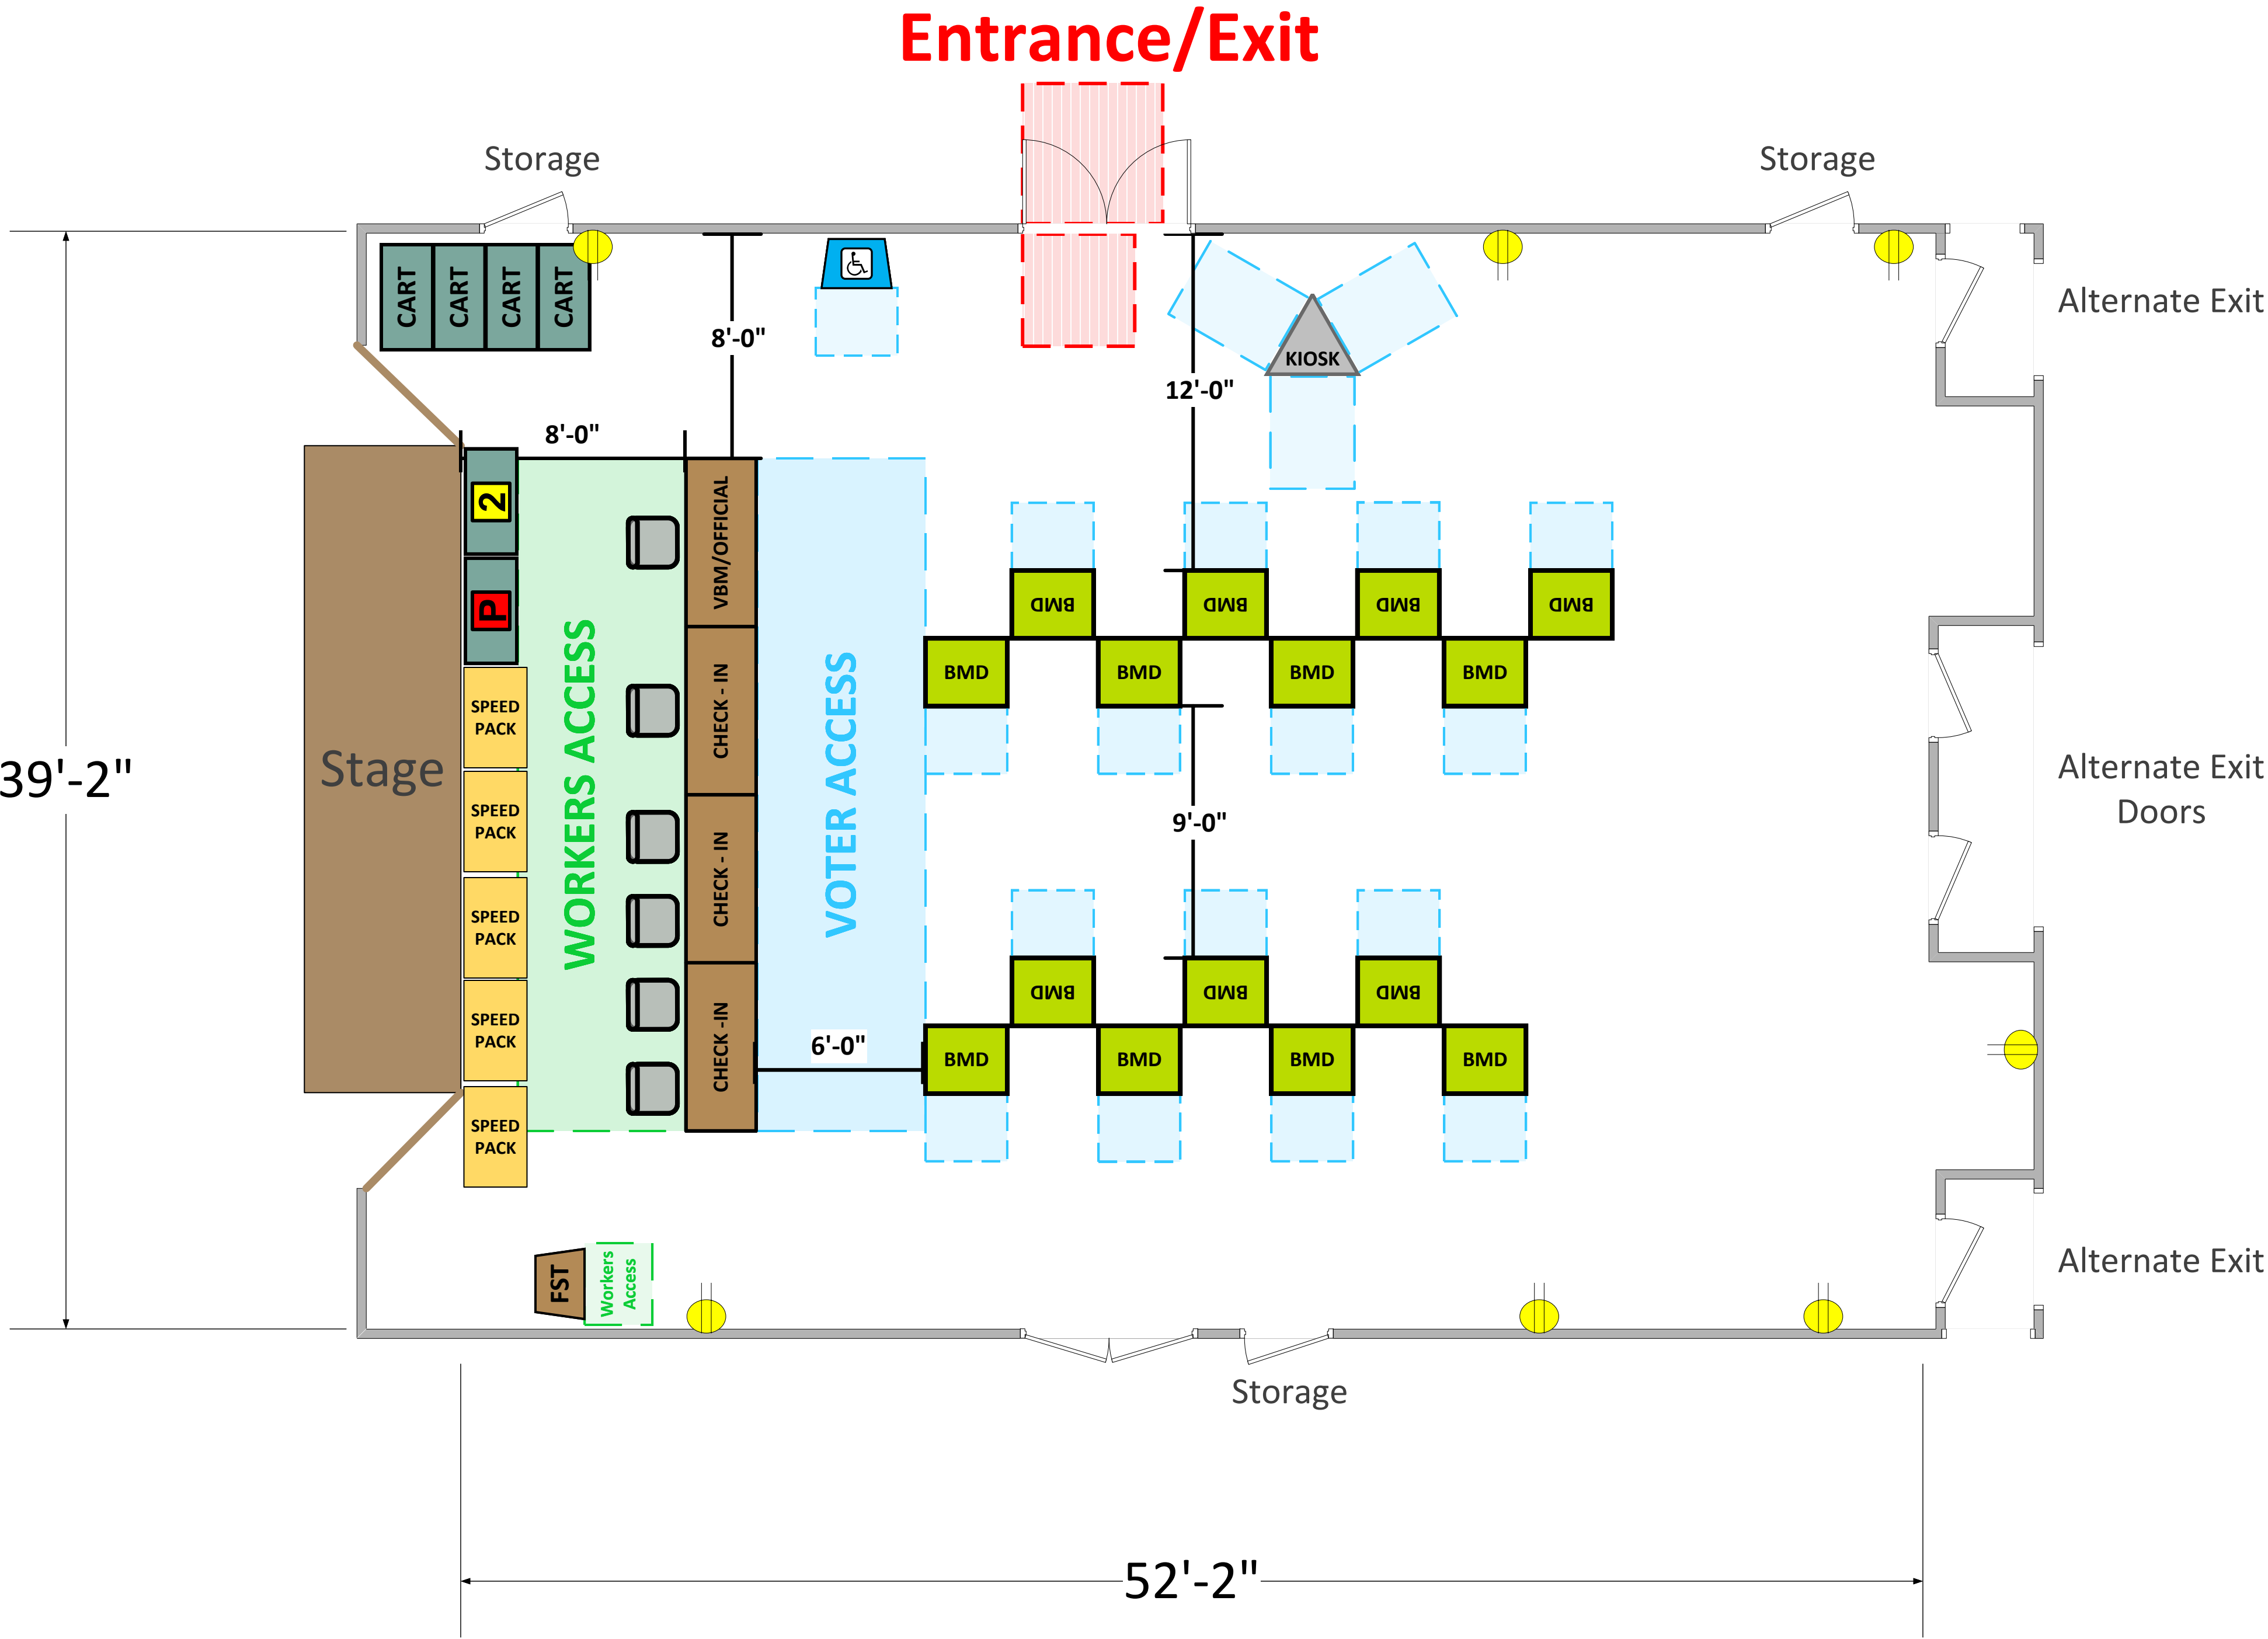 Entrance/Exit
Storage
Storage
CART
CART
CART
CART
8'-0"
12'-0"
KIOSK
Alternate Exit
8'-0"
2
P
VBM/OFFICIAL
CHECK - IN
CHECK - IN
CHECK -IN
WORKERS ACCESS
VOTER ACCESS
BMD
BMD
BMD
BMD
BMD
BMD
BMD
BMD
SPEED
PACK
SPEED
PACK
SPEED
PACK
SPEED
PACK
SPEED
PACK
Stage
39'-2"
9'-0"
Alternate Exit
Doors
BMD
BMD
BMD
6'-0"
BMD
BMD
BMD
BMD
FST
Workers
Access
Alternate Exit
Storage
52'-2"